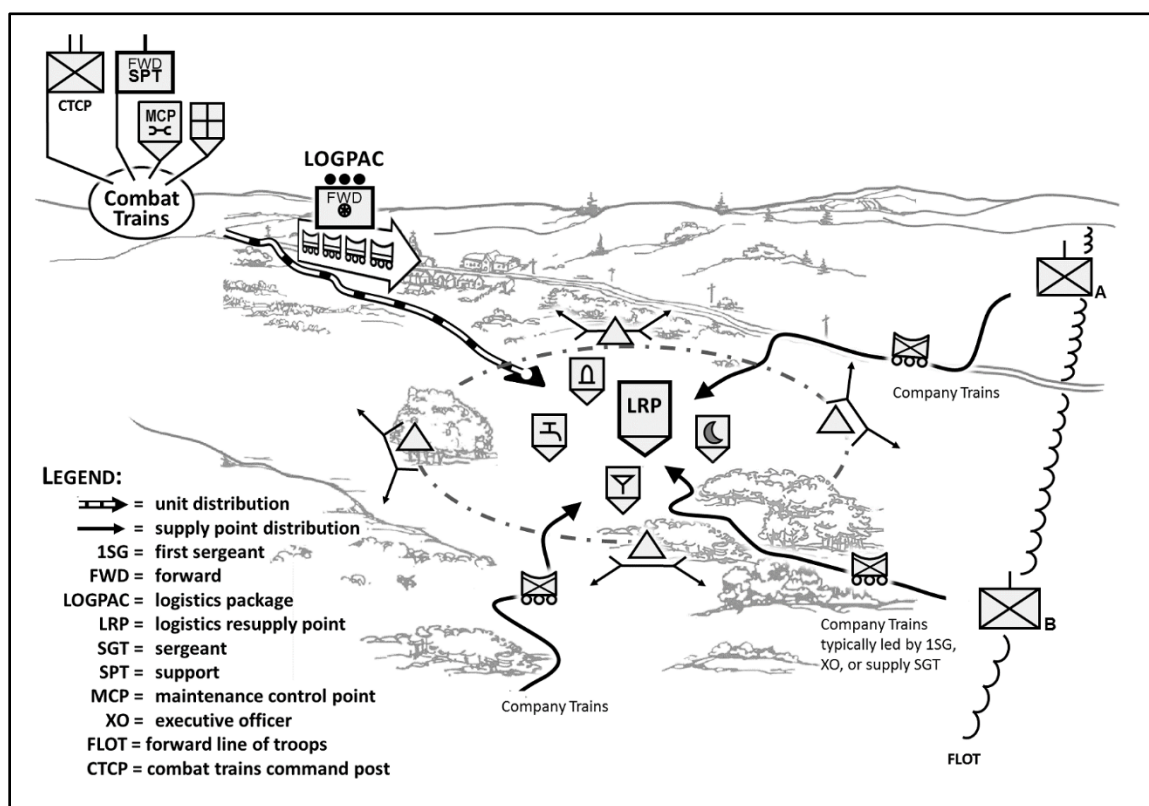 FWD
SPT
CTCP
MCP
Combat
Trains
LOGPAC
FWD
A
Company Trains
LRP
LEGEND:
= unit distribution
= supply point distribution
1SG = first sergeant
FWD = forward
LOGPAC = logistics package
LRP = logistics resupply point
SGT = sergeant
SPT = support
MCP = maintenance control point
XO = executive officer
FLOT = forward line of troops
CTCP = combat trains command post
B
Company Trains
typically led by 1SG,
XO, or supply SGT
Company Trains
FLOT